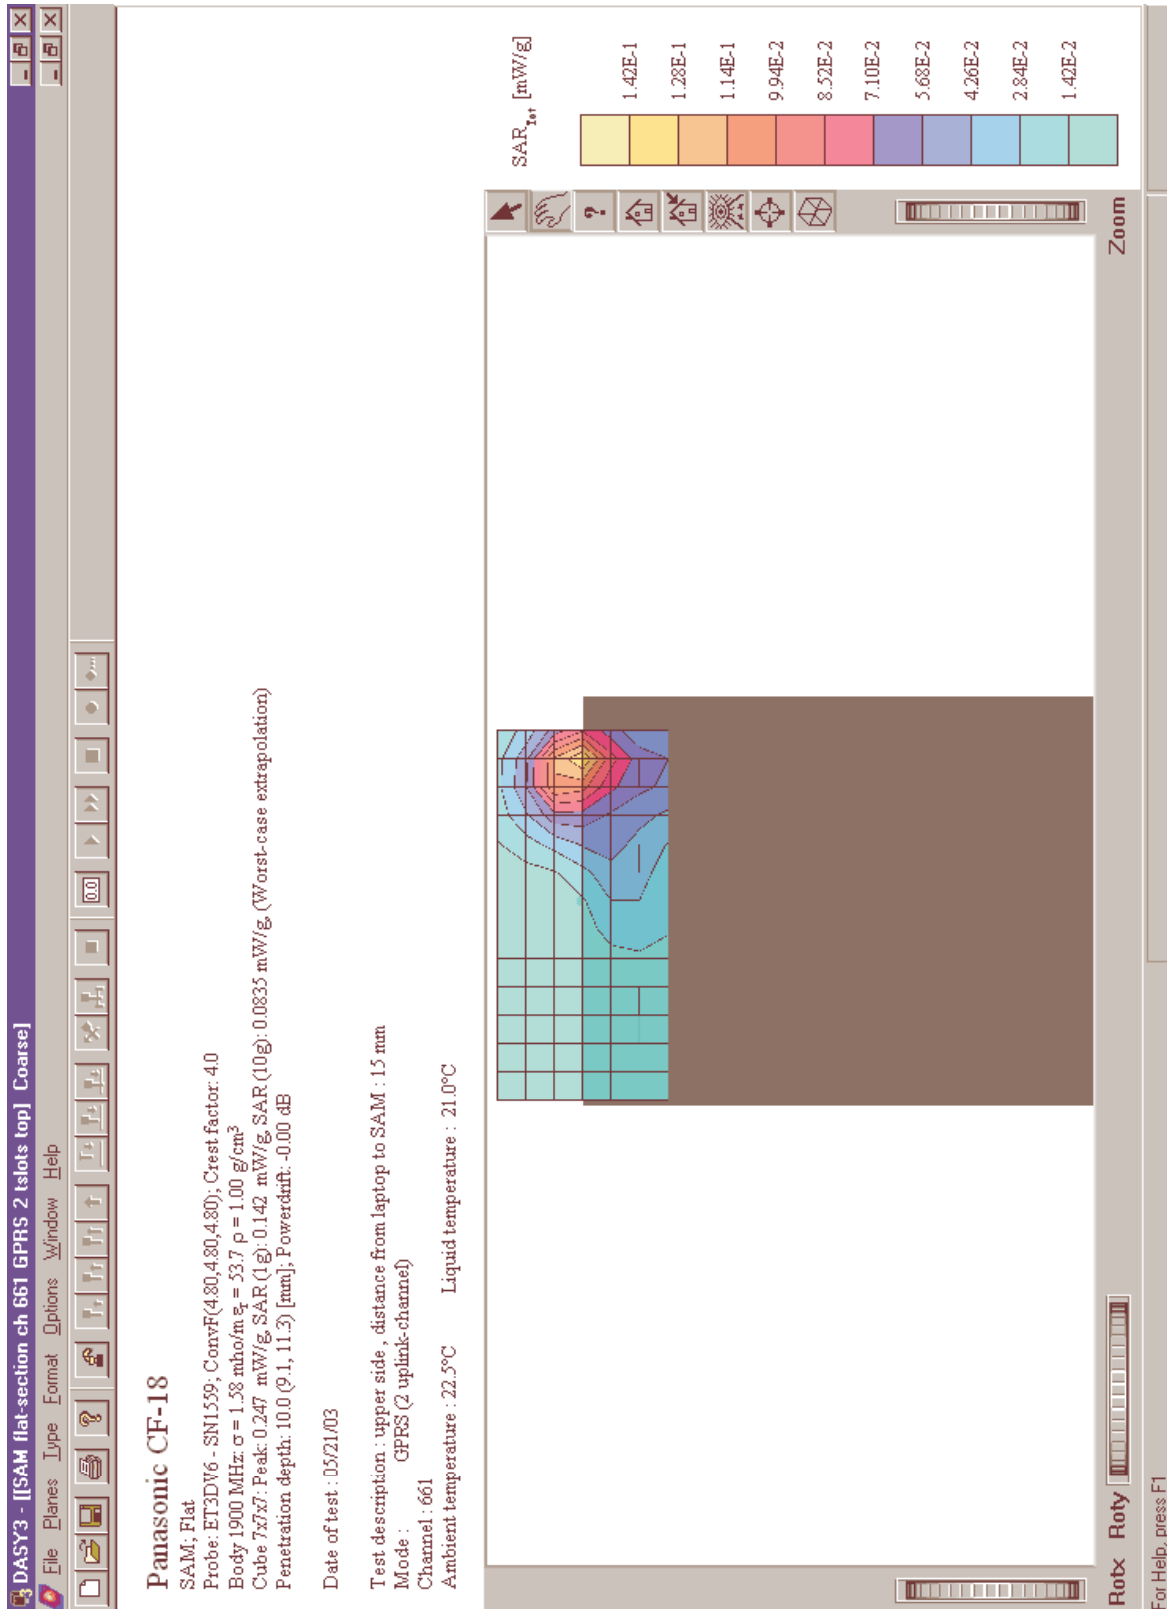 DASY3 - [[SAM flat-section ch 661 GPRS 2 tslots top] Coarse]
File Planes Type Format Options Window Help
0.0
Panasonic CF-18
SAM; Flat
Probe: ET3DV6 - SN1559; ConvF(4.80,4.80,4.80); Crest factor: 4.0
Body 1900 MHz: σ = 1.58 mho/m εr = 53.7 ρ = 1.00 g/cm³
Cube 7x7x7: Peak: 0.247 mW/g, SAR (1g): 0.142 mW/g, SAR (10g): 0.0835 mW/g, (Worst-case extrapolation)
Penetration depth: 10.0 (9.1, 11.3) [mm]; Powerdrift: -0.00 dB
Date of test : 05/21/03
Test description : upper side , distance from laptop to SAM : 15 mm
Mode : GPRS (2 uplink-channel)
Channel : 661
Ambient temperature : 22.5°C Liquid temperature : 21.0°C
SARTot [mW/g]
1.42E-1
1.28E-1
1.14E-1
9.94E-2
8.52E-2
7.10E-2
5.68E-2
4.26E-2
2.84E-2
1.42E-2
Rotx Roty Zoom
For Help, press F1